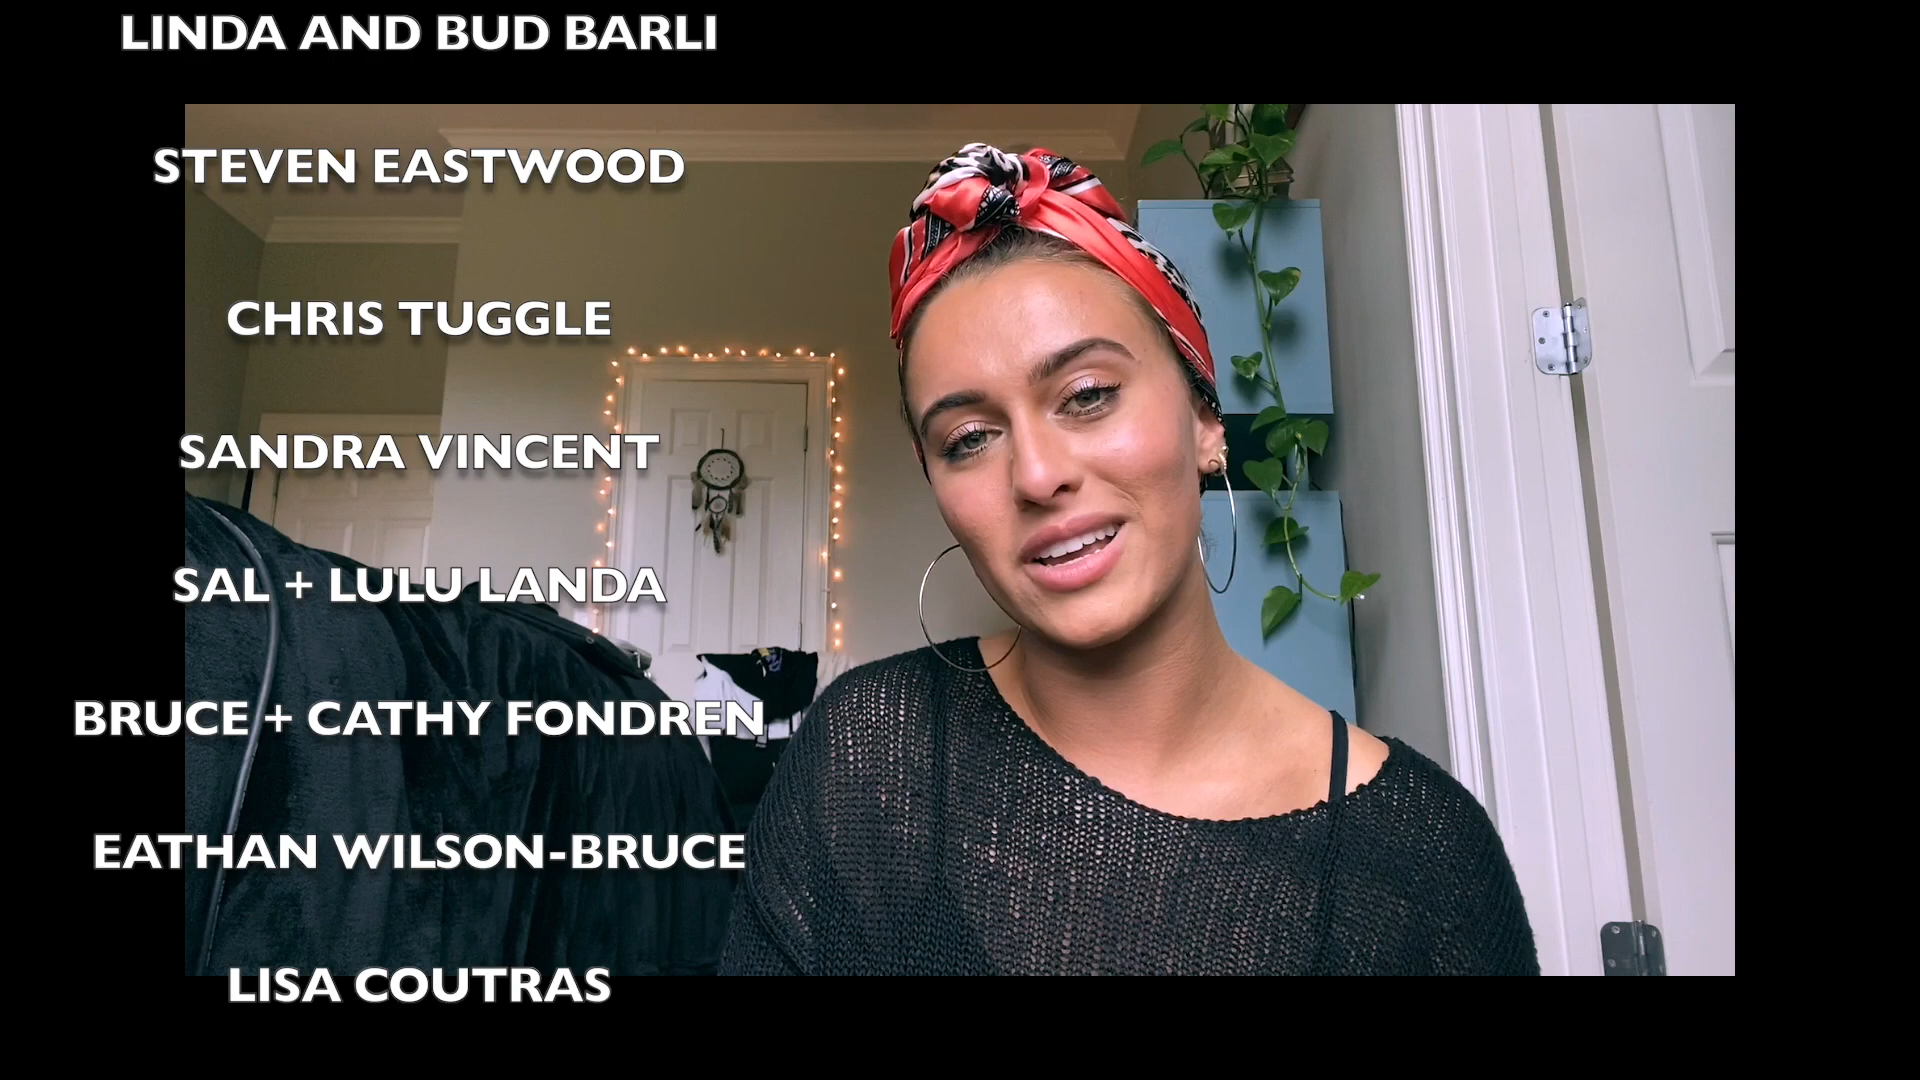 LINDA AND BUD BARLI
STEVEN EASTWOOD
CHRIS TUGGLE
SANDRA VINCENT
SAL + LULU LANDA
BRUCE + CATHY FONDREN
EATHAN WILSON-BRUCE
LISA COUTRAS